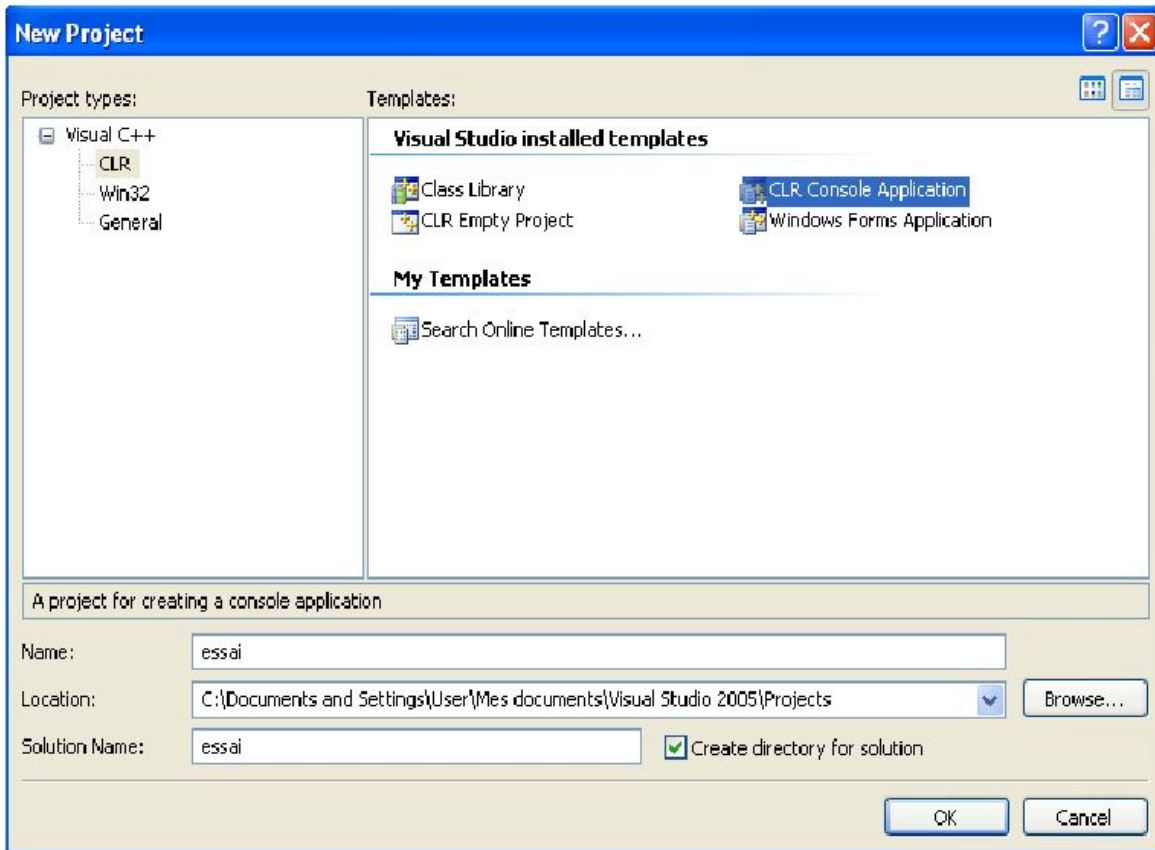 New Project
Project types:
Templates:
Visual C++
CLR
Win32
General
Visual Studio installed templates
Class Library
CLR Console Application
CLR Empty Project
Windows Forms Application
My Templates
Search Online Templates...
A project for creating a console application
Name:
essai
Location:
C:\Documents and Settings\User\Mes documents\Visual Studio 2005\Projects
Browse...
Solution Name:
essai
Create directory for solution
OK
Cancel